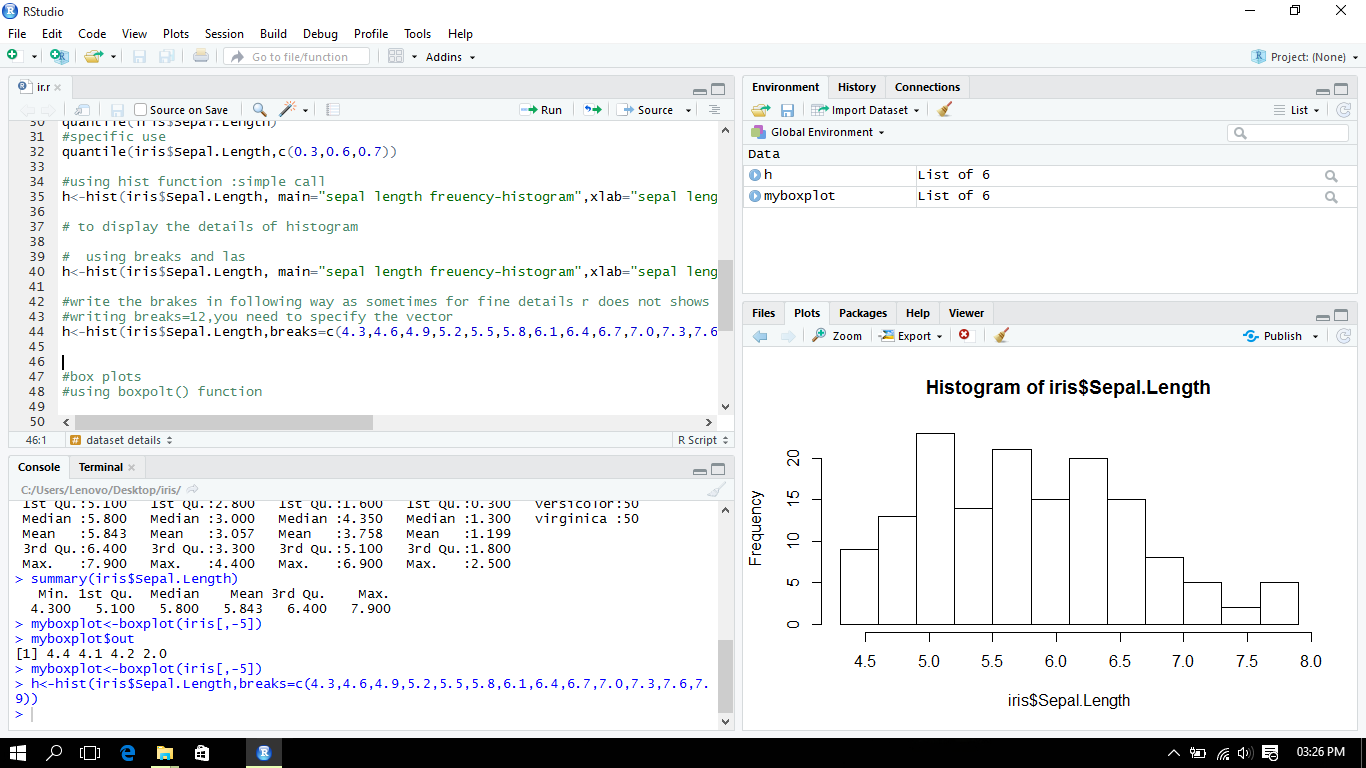 RStudio
File Edit Code View Plots Session Build Debug Profile Tools Help
Go to file/function Addins Project: (None)
ir.r
Source on Save Run Source
30 quantile(iris$Sepal.Length)
31 #specific use
32 quantile(iris$Sepal.Length,c(0.3,0.6,0.7))
33
34 #using hist function :simple call
35 h<-hist(iris$Sepal.Length, main="sepal length freuency-histogram",xlab="sepal leng
36
37 # to display the details of histogram
38
39 #  using breaks and las
40 h<-hist(iris$Sepal.Length, main="sepal length freuency-histogram",xlab="sepal leng
41
42 #write the brakes in following way as sometimes for fine details r does not shows
43 #writing breaks=12,you need to specify the vector
44 h<-hist(iris$Sepal.Length,breaks=c(4.3,4.6,4.9,5.2,5.5,5.8,6.1,6.4,6.7,7.0,7.3,7.6
45
46
47 #box plots
48 #using boxpolt() function
49
50
46:1 # dataset details R Script
Console Terminal
C:/Users/Lenovo/Desktop/iris/
1st Qu.:5.100 1st Qu.:2.800 1st Qu.:1.600 1st Qu.:0.300 versicolor:50
Median :5.800 Median :3.000 Median :4.350 Median :1.300 virginica :50
Mean :5.843 Mean :3.057 Mean :3.758 Mean :1.199
3rd Qu.:6.400 3rd Qu.:3.300 3rd Qu.:5.100 3rd Qu.:1.800
Max. :7.900 Max. :4.400 Max. :6.900 Max. :2.500
> summary(iris$Sepal.Length)
Min. 1st Qu. Median Mean 3rd Qu. Max.
4.300 5.100 5.800 5.843 6.400 7.900
> myboxplot<-boxplot(iris[,-5])
> myboxplot$out
[1] 4.4 4.1 4.2 2.0
> myboxplot<-boxplot(iris[,-5])
> h<-hist(iris$Sepal.Length,breaks=c(4.3,4.6,4.9,5.2,5.5,5.8,6.1,6.4,6.7,7.0,7.3,7.6,7.
9))
>
Environment History Connections
Import Dataset List
Global Environment
Data
h List of 6
myboxplot List of 6
Files Plots Packages Help Viewer
Zoom Export Publish
Histogram of iris$Sepal.Length
Frequency
20
15
10
5
0
4.5 5.0 5.5 6.0 6.5 7.0 7.5 8.0
iris$Sepal.Length
03:26 PM